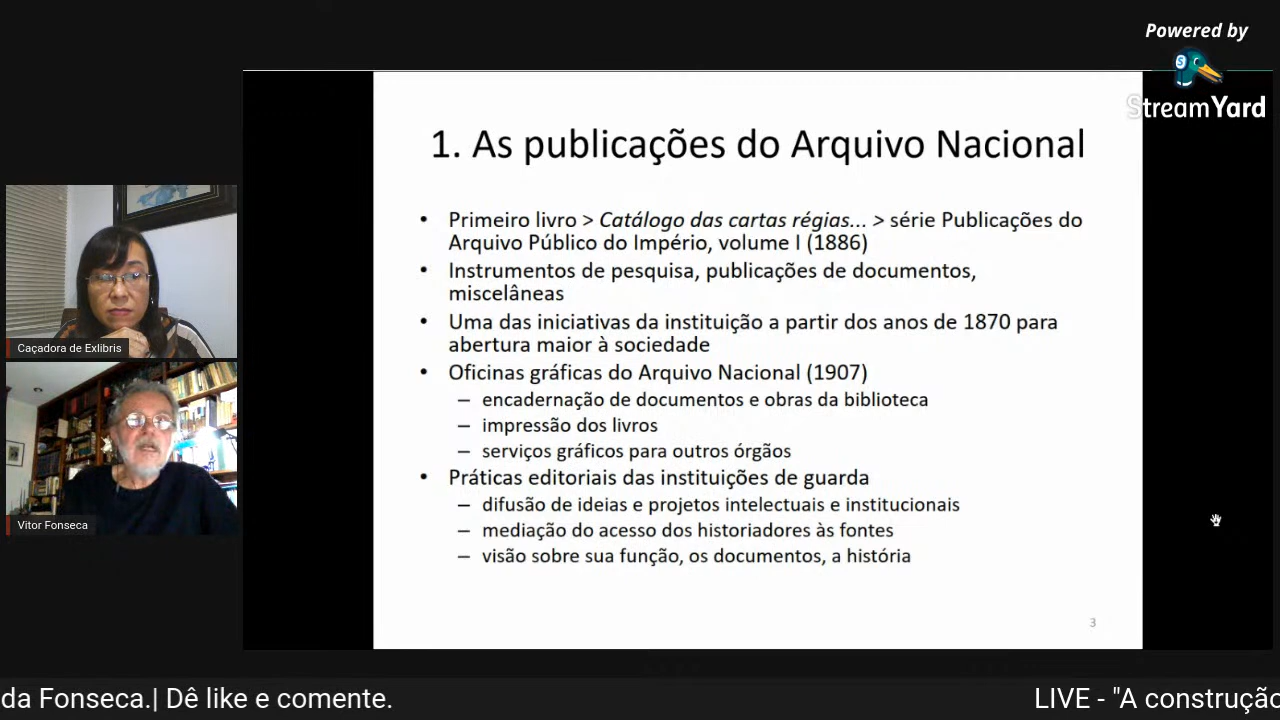 Powered by
StreamYard
1. As publicações do Arquivo Nacional
• Primeiro livro > Catálogo das cartas régias... > série Publicações do
Arquivo Público do Império, volume I (1886)
• Instrumentos de pesquisa, publicações de documentos,
miscelâneas
• Uma das iniciativas da instituição a partir dos anos de 1870 para
abertura maior à sociedade
• Oficinas gráficas do Arquivo Nacional (1907)
– encadernação de documentos e obras da biblioteca
– impressão dos livros
– serviços gráficos para outros órgãos
• Práticas editoriais das instituições de guarda
– difusão de ideias e projetos intelectuais e institucionais
– mediação do acesso dos historiadores às fontes
– visão sobre sua função, os documentos, a história
3
Caçadora de Exlibris
Vitor Fonseca
da Fonseca.| Dê like e comente.
LIVE - "A construção